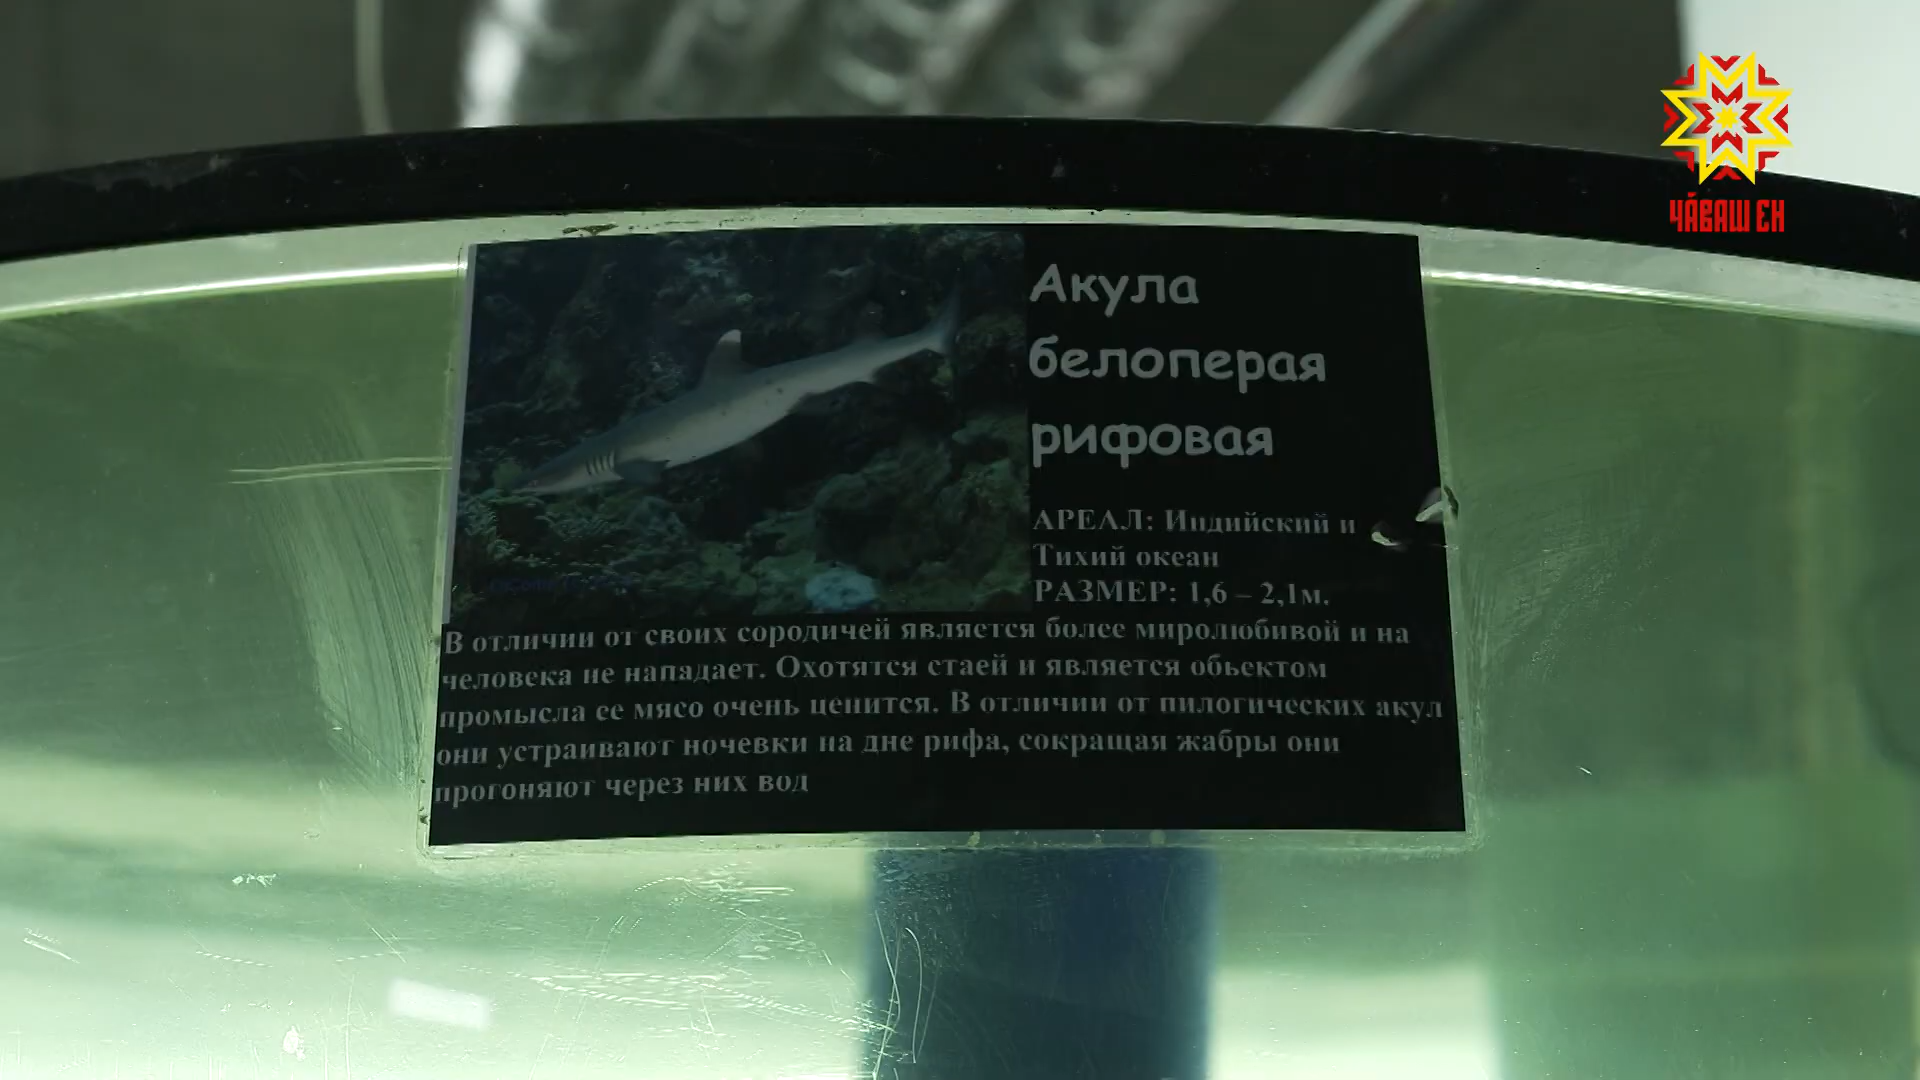 ЧӐВАШ ЕН
Акула
белоперая
рифовая
АРЕАЛ: Индийский и
Тихий океан
РАЗМЕР: 1,6 – 2,1м.
В отличии от своих сородичей является более миролюбивой и на
человека не нападает. Охотятся стаей и является обьектом
промысла ее мясо очень ценится. В отличии от пилогических акул
они устраивают ночевки на дне рифа, сокращая жабры они
прогоняют через них вод